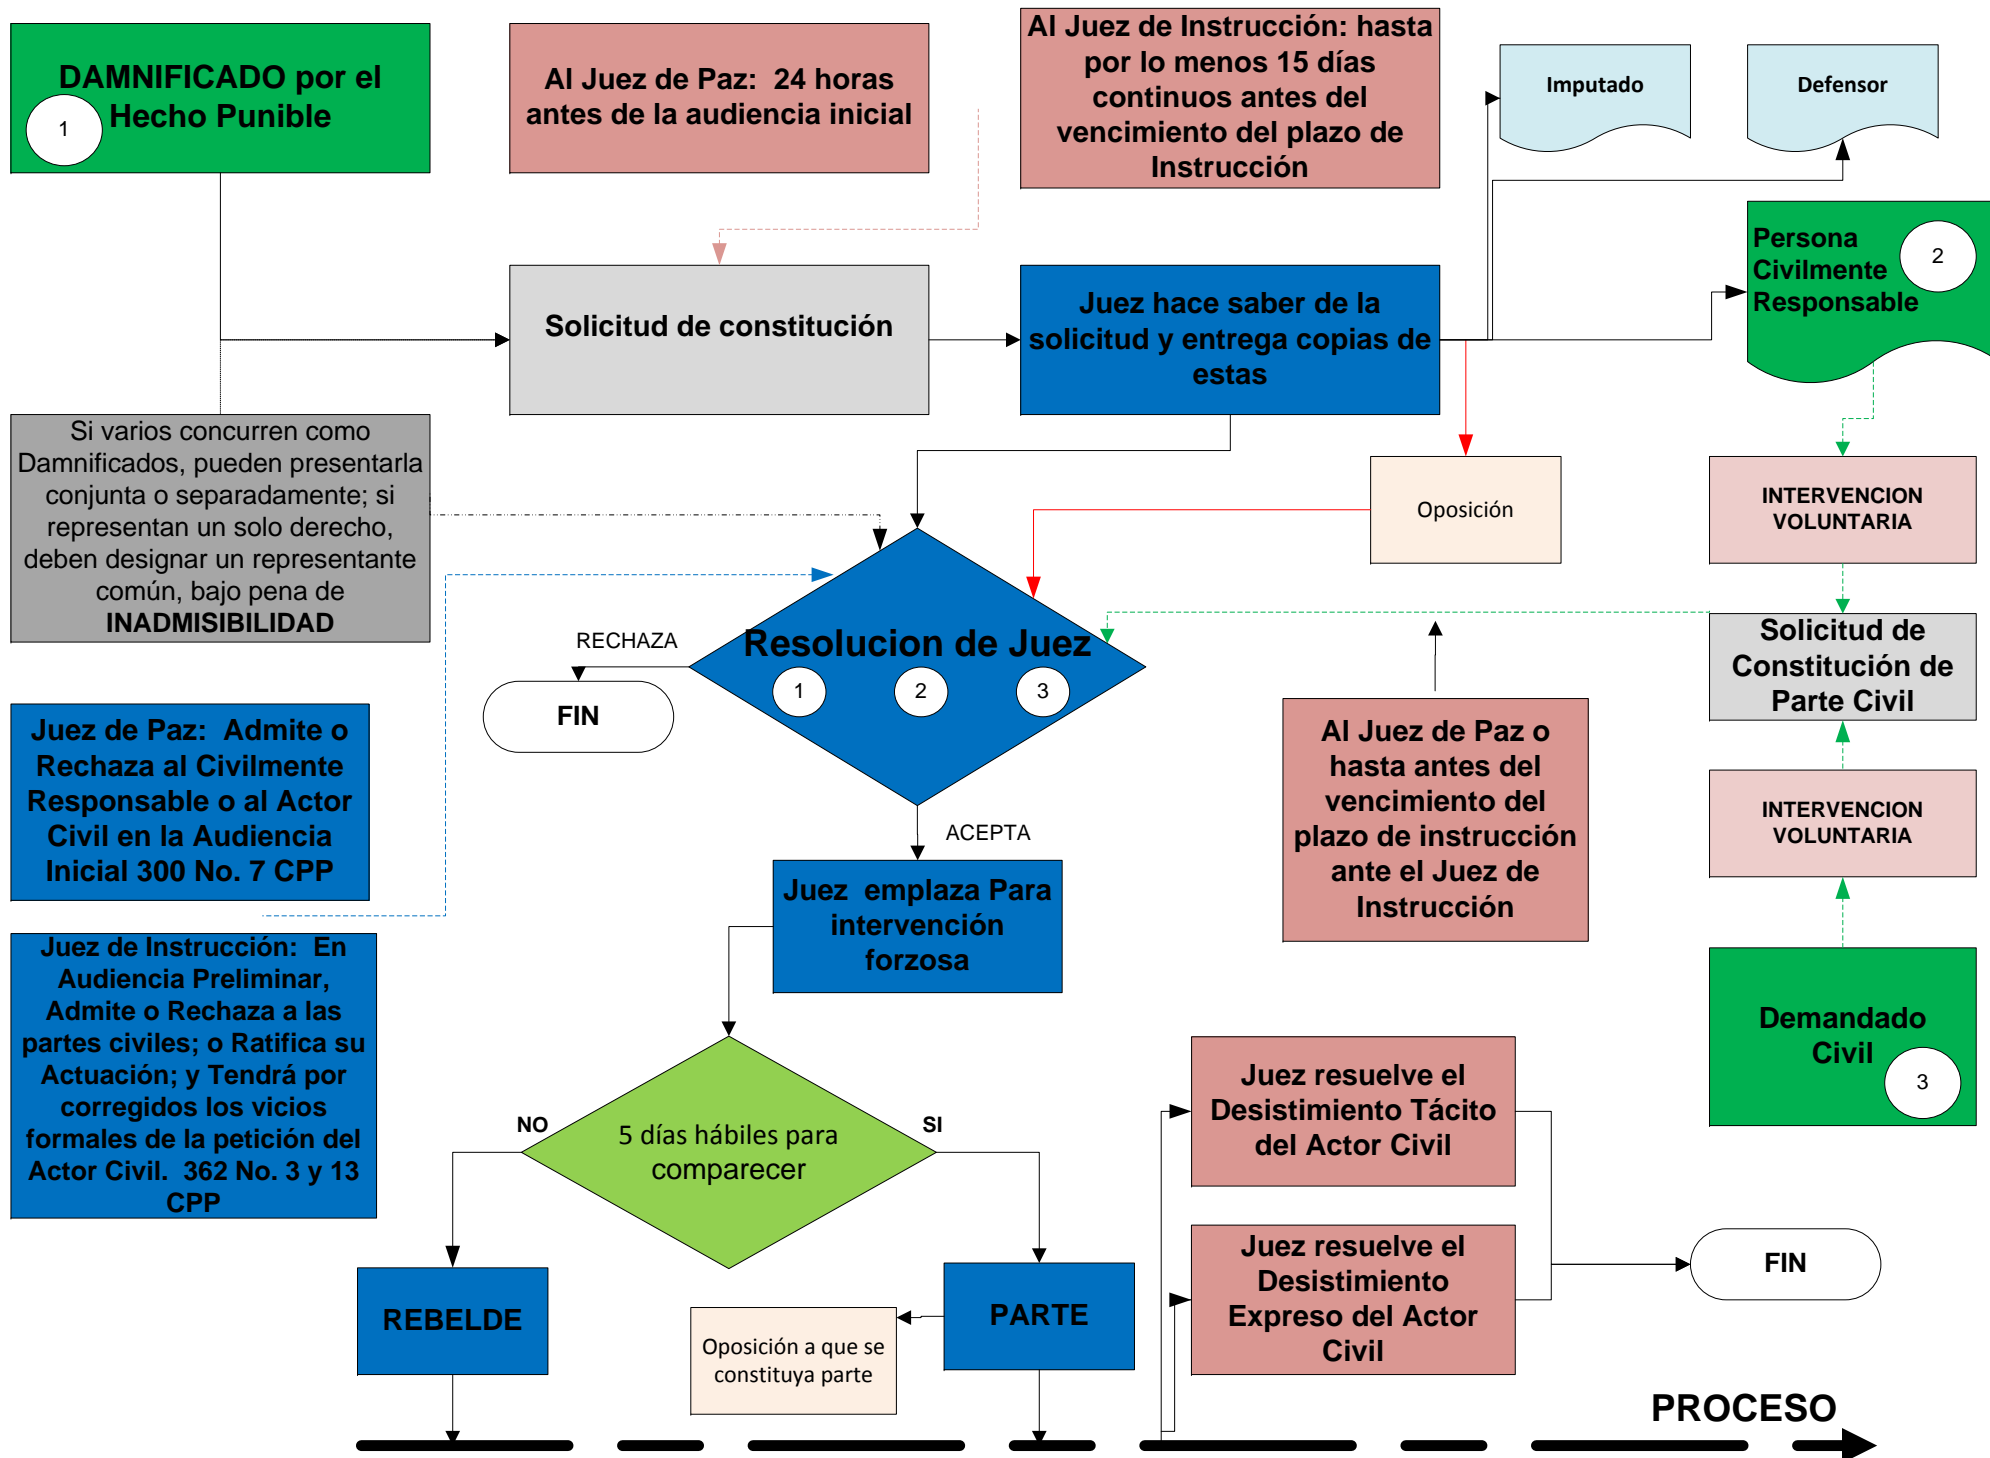 DAMNIFICADO por el
Hecho Punible
1
Al Juez de Paz: 24 horas
antes de la audiencia inicial
Al Juez de Instrucción: hasta
por lo menos 15 días
continuos antes del
vencimiento del plazo de
Instrucción
Imputado
Defensor
Persona
Civilmente
Responsable
2
Solicitud de constitución
Juez hace saber de la
solicitud y entrega copias de
estas
Si varios concurren como
Damnificados, pueden presentarla
conjunta o separadamente; si
representan un solo derecho,
deben designar un representante
común, bajo pena de
INADMISIBILIDAD
Oposición
INTERVENCION
VOLUNTARIA
RECHAZA
FIN
Resolucion de Juez
1
2
3
Solicitud de
Constitución de
Parte Civil
Juez de Paz: Admite o
Rechaza al Civilmente
Responsable o al Actor
Civil en la Audiencia
Inicial 300 No. 7 CPP
Al Juez de Paz o
hasta antes del
vencimiento del
plazo de instrucción
ante el Juez de
Instrucción
INTERVENCION
VOLUNTARIA
ACEPTA
Juez emplaza Para
intervención
forzosa
Juez de Instrucción: En
Audiencia Preliminar,
Admite o Rechaza a las
partes civiles; o Ratifica su
Actuación; y Tendrá por
corregidos los vicios
formales de la petición del
Actor Civil. 362 No. 3 y 13
CPP
Demandado
Civil
3
NO
5 días hábiles para
comparecer
SI
Juez resuelve el
Desistimiento Tácito
del Actor Civil
Juez resuelve el
Desistimiento
Expreso del Actor
Civil
FIN
REBELDE
Oposición a que se
constituya parte
PARTE
PROCESO